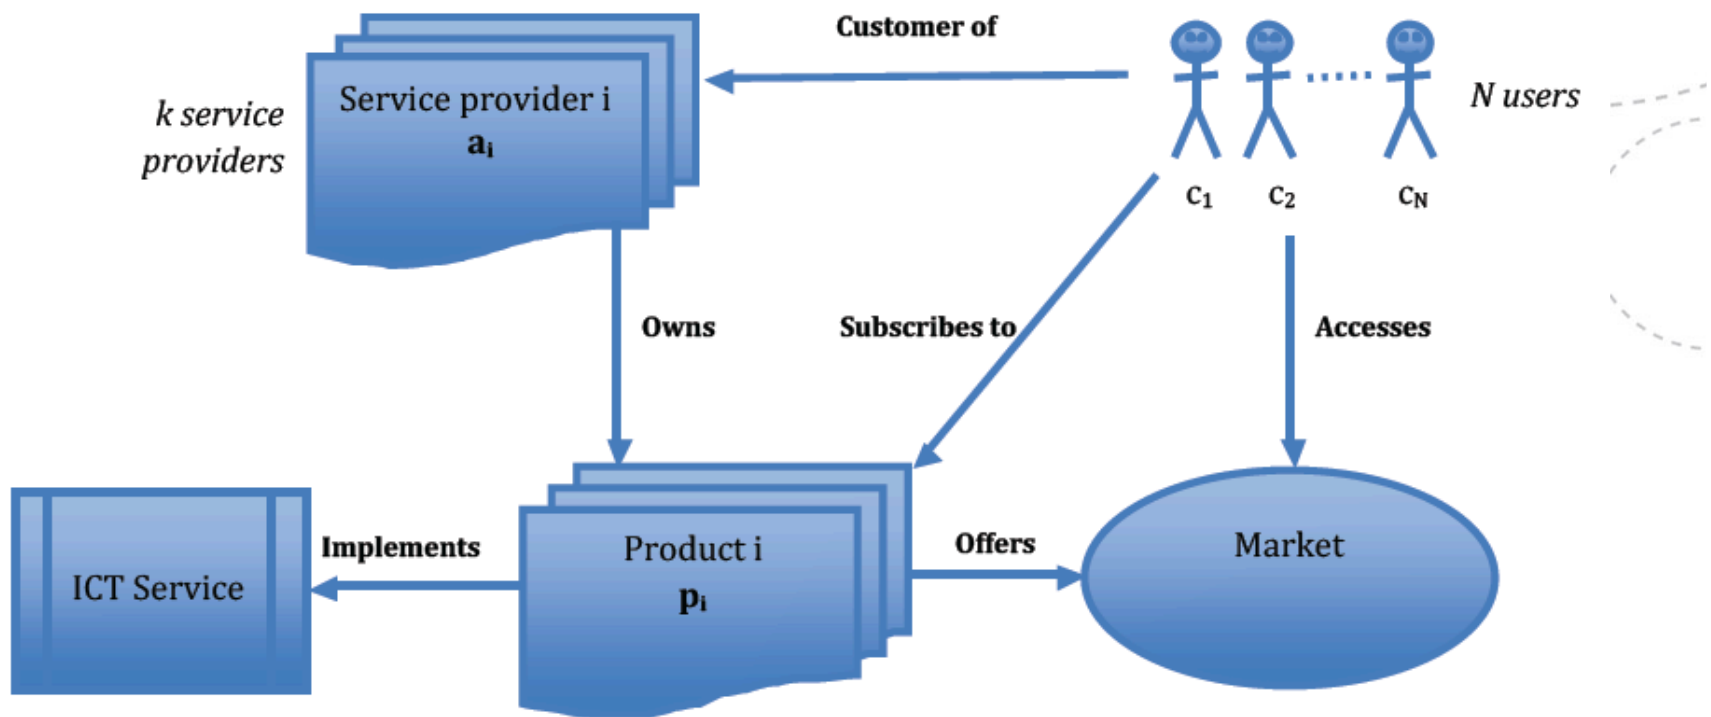 Customer of
k service
providers
Service provider i
aᵢ
N users
C₁ C₂ C_N
Owns
Subscribes to
Accesses
ICT Service
Implements
Product i
pᵢ
Offers
Market